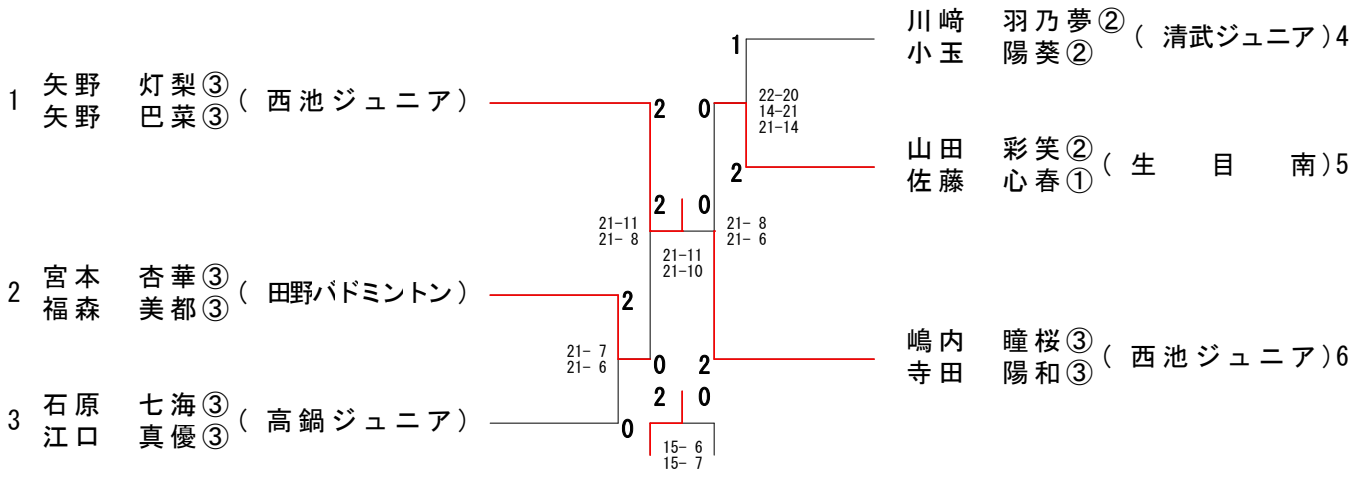 1 矢野 灯梨③ ( 西池ジュニア )
矢野 巴菜③
2 宮本 杏華③ ( 田野バドミントン )
福森 美都③
3 石原 七海③ ( 高鍋ジュニア )
江口 真優③
2
21-11
21- 8
2
21- 7
21- 6
0
0
2 0
21-11
21-10
2 0
15- 6
15- 7
0
21- 8
21- 6
2
1
22-20
14-21
21-14
2
川﨑 羽乃夢② ( 清武ジュニア ) 4
小玉 陽葵②
山田 彩笑② ( 生目南 ) 5
佐藤 心春①
嶋内 瞳桜③ ( 西池ジュニア ) 6
寺田 陽和③